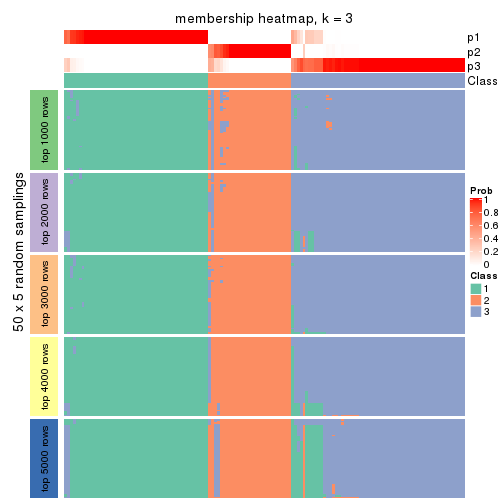 membership heatmap, k = 3
p1
p2
p3
Class
50 x 5 random samplings
top 1000 rows
top 2000 rows
top 3000 rows
top 4000 rows
top 5000 rows
Prob
1
0.8
0.6
0.4
0.2
0
Class
1
2
3